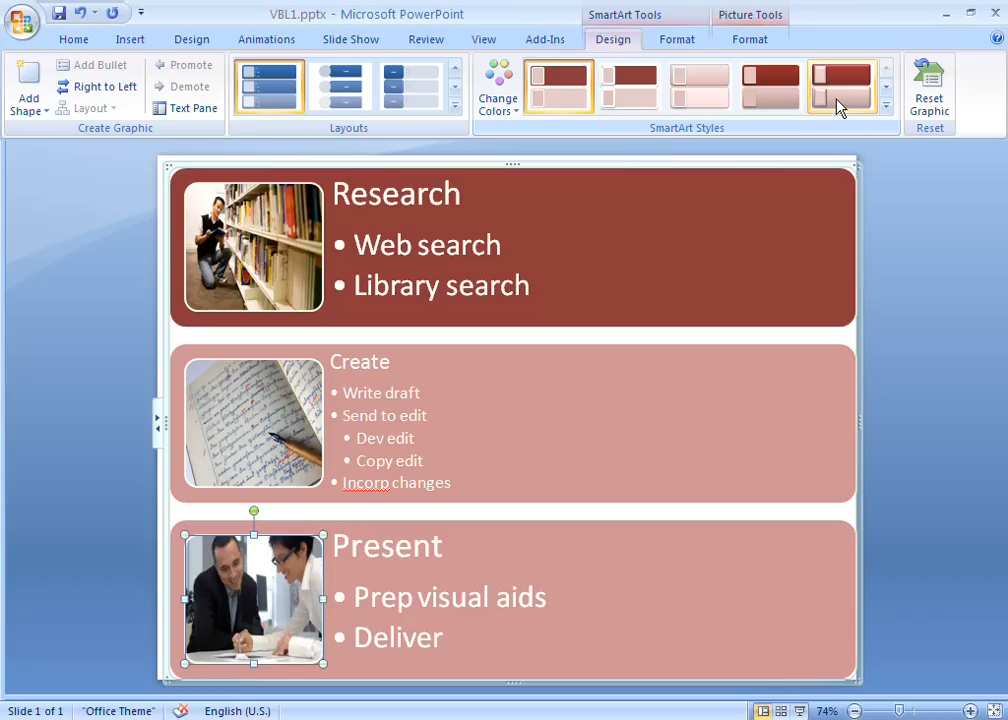 VBL1.pptx - Microsoft PowerPoint
SmartArt Tools
Picture Tools
Home
Insert
Design
Animations
Slide Show
Review
View
Add-Ins
Design
Format
Format
Add Shape
Add Bullet
Right to Left
Layout
Promote
Demote
Text Pane
Create Graphic
Layouts
Change Colors
SmartArt Styles
Reset Graphic
Reset
Research
• Web search
• Library search
Create
• Write draft
• Send to edit
• Dev edit
• Copy edit
• Incorp changes
Present
• Prep visual aids
• Deliver
Slide 1 of 1
"Office Theme"
English (U.S.)
74%